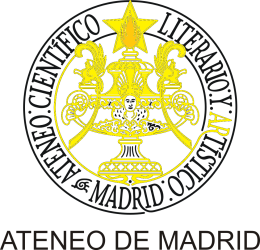 ATENEO CIENTÍFICO LITERARIO Y ARTÍSTICO: MADRID:
ATENEO DE MADRID